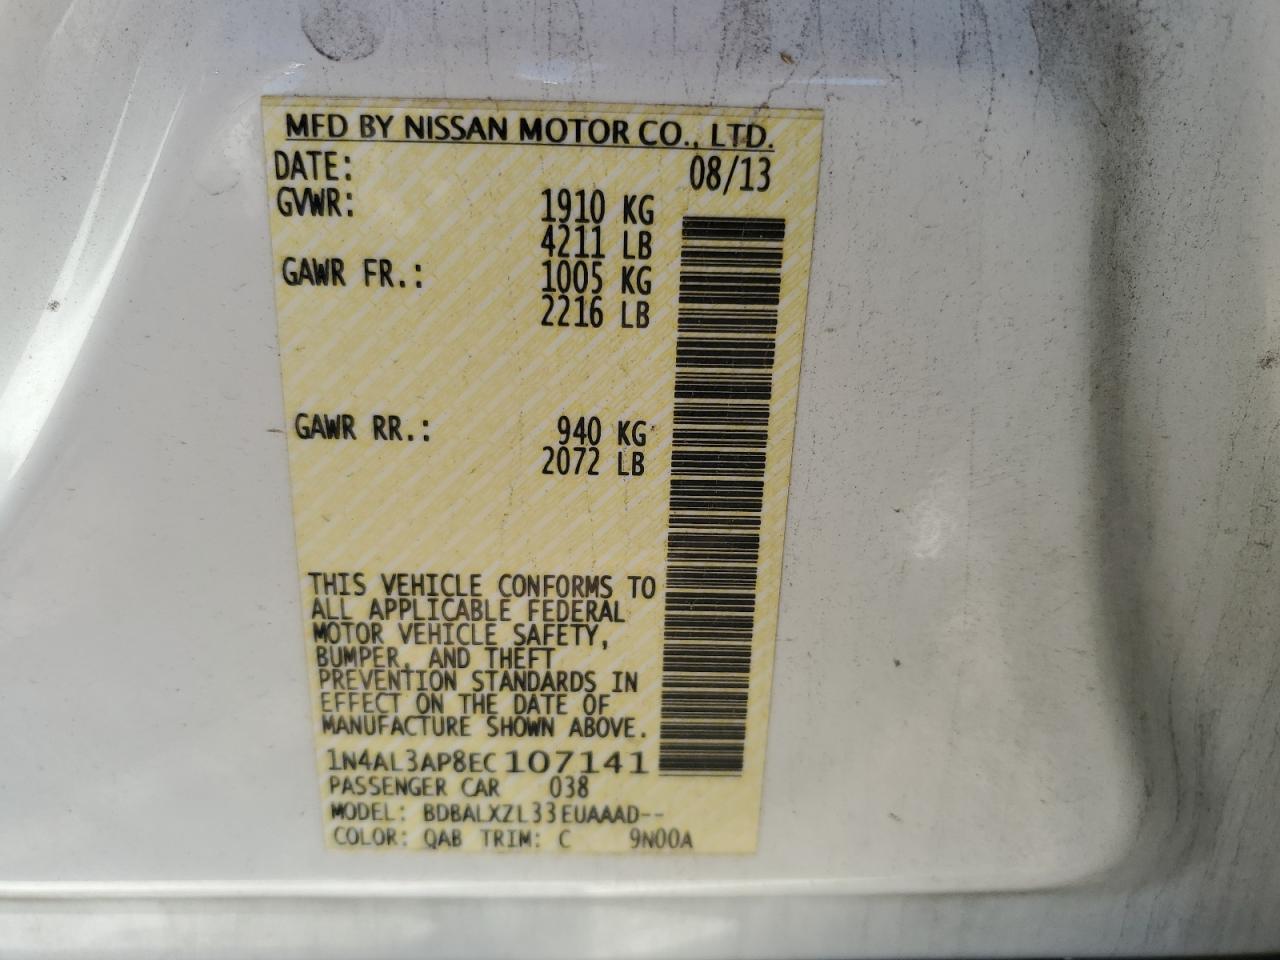 MFD BY NISSAN MOTOR CO., LTD.
DATE: 08/13
GVWR: 1910 KG
4211 LB
GAWR FR.: 1005 KG
2216 LB
GAWR RR.: 940 KG
2072 LB
THIS VEHICLE CONFORMS TO
ALL APPLICABLE FEDERAL
MOTOR VEHICLE SAFETY,
BUMPER, AND THEFT
PREVENTION STANDARDS IN
EFFECT ON THE DATE OF
MANUFACTURE SHOWN ABOVE.
1N4AL3AP8EC107141
PASSENGER CAR 038
MODEL: BDBALXZL33EUAAAD--
COLOR: QAB TRIM: C 9N00A